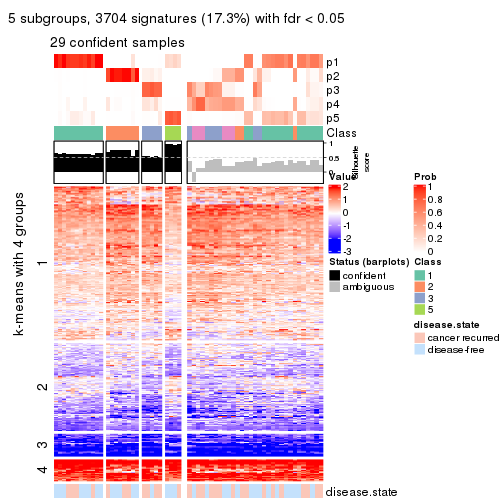 5 subgroups, 3704 signatures (17.3%) with fdr < 0.05
29 confident samples
p1
p2
p3
p4
p5
Class
1
0.5
0
Silhouette
score
k-means with 4 groups
1
2
3
4
disease.state
Value
2
1
0
-1
-2
-3
Prob
1
0.8
0.6
0.4
0.2
0
Status (barplots)
confident
ambiguous
Class
1
2
3
5
disease.state
cancer recurred
disease-free